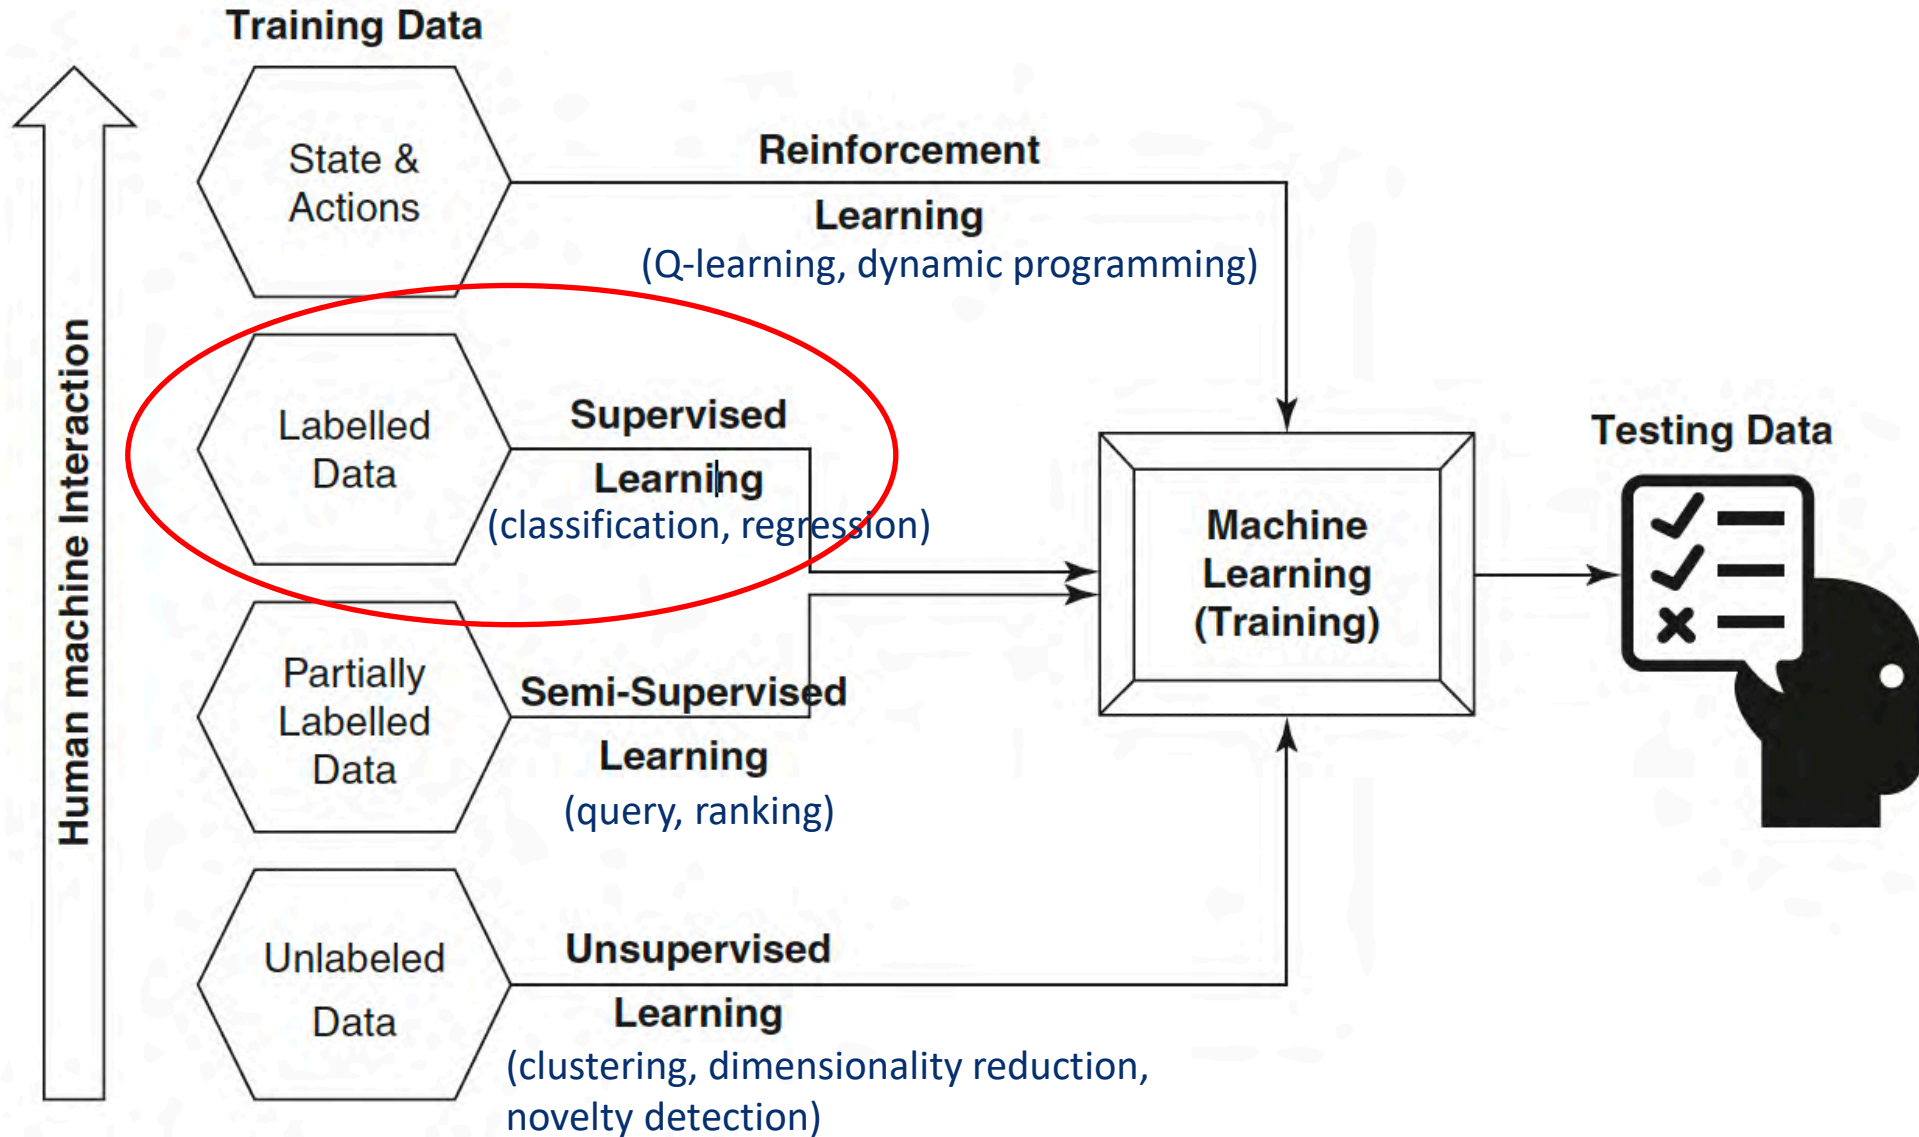 Training Data
State &
Actions
Reinforcement
Learning
(Q-learning, dynamic programming)
Human machine Interaction
Labelled
Data
Supervised
Learning
(classification, regression)
Machine
Learning
(Training)
Testing Data
Partially
Labelled
Data
Semi-Supervised
Learning
(query, ranking)
Unlabeled
Data
Unsupervised
Learning
(clustering, dimensionality reduction,
novelty detection)